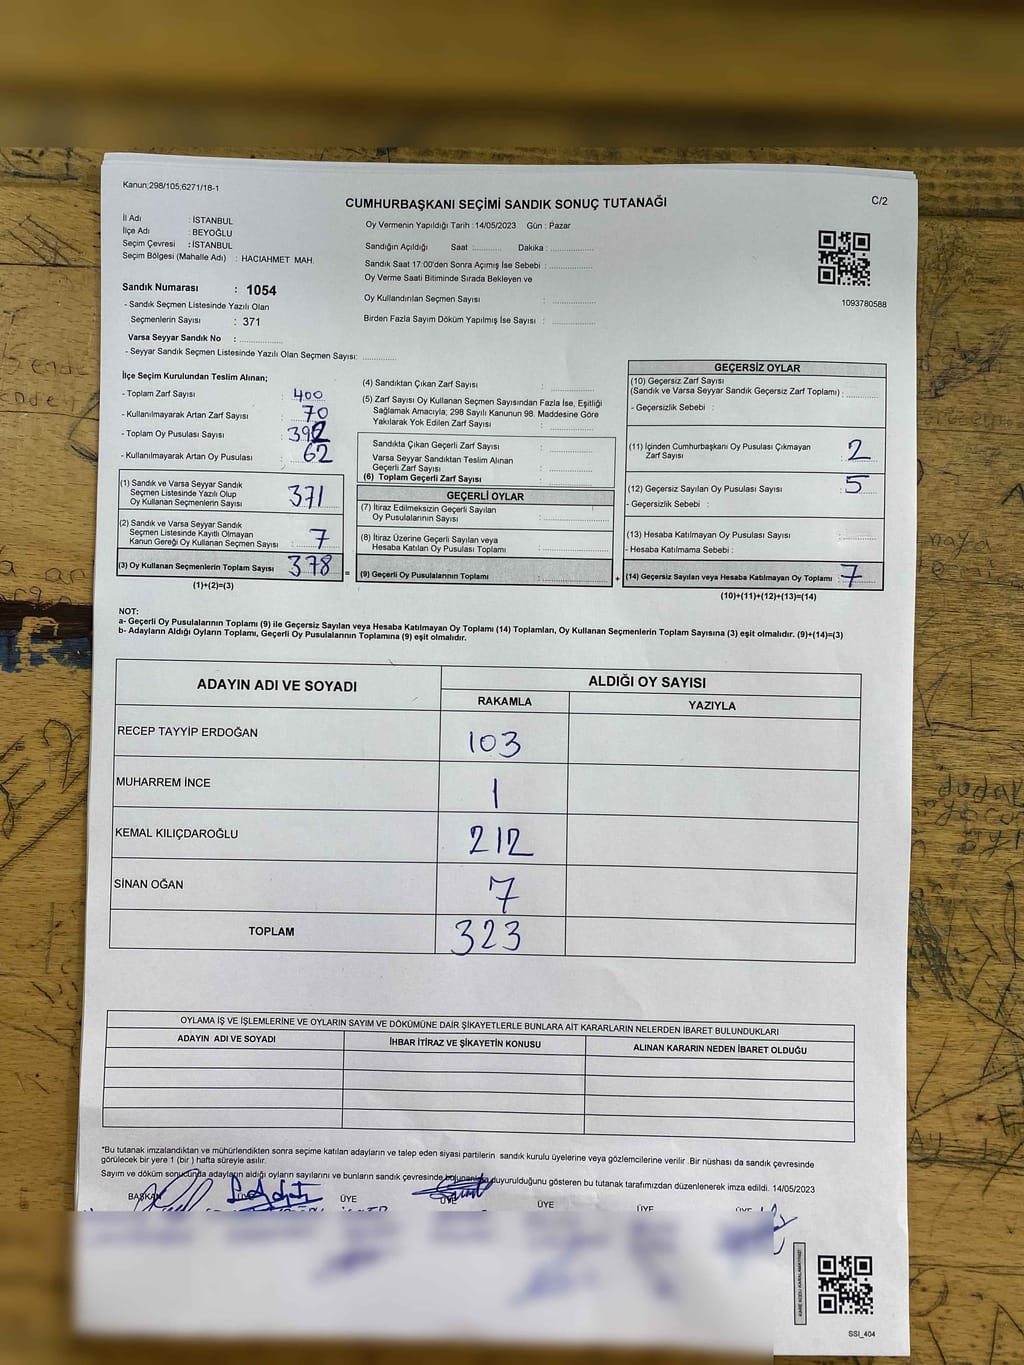 Kanun;298/105;6271/18-1
CUMHURBAŞKANI SEÇİMİ SANDIK SONUÇ TUTANAĞI
C/2
İl Adı : İSTANBUL
İlçe Adı : BEYOĞLU
Seçim Çevresi : İSTANBUL
Seçim Bölgesi (Mahalle Adı) : HACIAHMET MAH.
Sandık Numarası : 1054
- Sandık Seçmen Listesinde Yazılı Olan
Seçmenlerin Sayısı : 371
Varsa Seyyar Sandık No :
- Seyyar Sandık Seçmen Listesinde Yazılı Olan Seçmen Sayısı:
Oy Vermenin Yapıldığı Tarih : 14/05/2023 Gün : Pazar
Sandığın Açıldığı Saat Dakika :
Sandık Saat 17:00'den Sonra Açımış İse Sebebi :
Oy Verme Saati Bitiminde Sırada Bekleyen ve
Oy Kullandırılan Seçmen Sayısı :
Birden Fazla Sayım Döküm Yapılmış İse Sayısı :
1093780588
İlçe Seçim Kurulundan Teslim Alınan;
- Toplam Zarf Sayısı : 400
- Kullanılmayarak Artan Zarf Sayısı : 70
- Toplam Oy Pusulası Sayısı : 392
- Kullanılmayarak Artan Oy Pusulası : 62
(1) Sandık ve Varsa Seyyar Sandık
Seçmen Listesinde Yazılı Olup
Oy Kullanan Seçmenlerin Sayısı : 371
(2) Sandık ve Varsa Seyyar Sandık
Seçmen Listesinde Kayıtlı Olmayan
Kanun Gereği Oy Kullanan Seçmen Sayısı : 7
(3) Oy Kullanan Seçmenlerin Toplam Sayısı : 378
(1)+(2)=(3)
(4) Sandıktan Çıkan Zarf Sayısı :
(5) Zarf Sayısı Oy Kullanan Seçmen Sayısından Fazla İse, Eşitliği
Sağlamak Amacıyla; 298 Sayılı Kanunun 98. Maddesine Göre
Yakılarak Yok Edilen Zarf Sayısı :
Sandıkta Çıkan Geçerli Zarf Sayısı :
Varsa Seyyar Sandıktan Teslim Alınan
Geçerli Zarf Sayısı :
(6) Toplam Geçerli Zarf Sayısı :
=
GEÇERLİ OYLAR
(7) İtiraz Edilmeksizin Geçerli Sayılan
Oy Pusulalarının Sayısı :
(8) İtiraz Üzerine Geçerli Sayılan veya
Hesaba Katılan Oy Pusulası Toplamı :
(9) Geçerli Oy Pusulalarının Toplamı :
+
GEÇERSİZ OYLAR
(10) Geçersiz Zarf Sayısı
(Sandık ve Varsa Seyyar Sandık Geçersiz Zarf Toplamı) :
- Geçersizlik Sebebi :
(11) İçinden Cumhurbaşkanı Oy Pusulası Çıkmayan
Zarf Sayısı : 2
(12) Geçersiz Sayılan Oy Pusulası Sayısı : 5
- Geçersizlik Sebebi :
(13) Hesaba Katılmayan Oy Pusulası Sayısı :
- Hesaba Katılmama Sebebi :
(14) Geçersiz Sayılan veya Hesaba Katılmayan Oy Toplamı : 7
(10)+(11)+(12)+(13)=(14)
NOT:
a- Geçerli Oy Pusulalarının Toplamı (9) ile Geçersiz Sayılan veya Hesaba Katılmayan Oy Toplamı (14) Toplamları, Oy Kullanan Seçmenlerin Toplam Sayısına (3) eşit olmalıdır. (9)+(14)=(3)
b- Adayların Aldığı Oyların Toplamı, Geçerli Oy Pusulalarının Toplamına (9) eşit olmalıdır.
ADAYIN ADI VE SOYADI
ALDIĞI OY SAYISI
RAKAMLA
YAZIYLA
RECEP TAYYİP ERDOĞAN 103
MUHARREM İNCE 1
KEMAL KILIÇDAROĞLU 212
SİNAN OĞAN 7
TOPLAM 323
OYLAMA İŞ VE İŞLEMLERİNE VE OYLARIN SAYIM VE DÖKÜMÜNE DAİR ŞİKAYETLERLE BUNLARA AİT KARARLARIN NELERDEN İBARET BULUNDUKLARI
ADAYIN ADI VE SOYADI
İHBAR İTİRAZ VE ŞİKAYETİN KONUSU
ALINAN KARARIN NEDEN İBARET OLDUĞU
*Bu tutanak imzalandıktan ve mühürlendikten sonra seçime katılan adayların ve talep eden siyasi partilerin sandık kurulu üyelerine veya gözlemcilerine verilir .Bir nüshası da sandık çevresinde
görülecek bir yere 1 (bir ) hafta süreyle asılır.
Sayım ve döküm sonucunda adayların aldığı oyların sayılarını ve bunların sandık çevresinde bulunanlara duyurulduğunu gösteren bu tutanak tarafımızdan düzenlenerek imza edildi. 14/05/2023
BAŞKAN ÜYE ÜYE ÜYE ÜYE ÜYE ÜYE
SSI_404